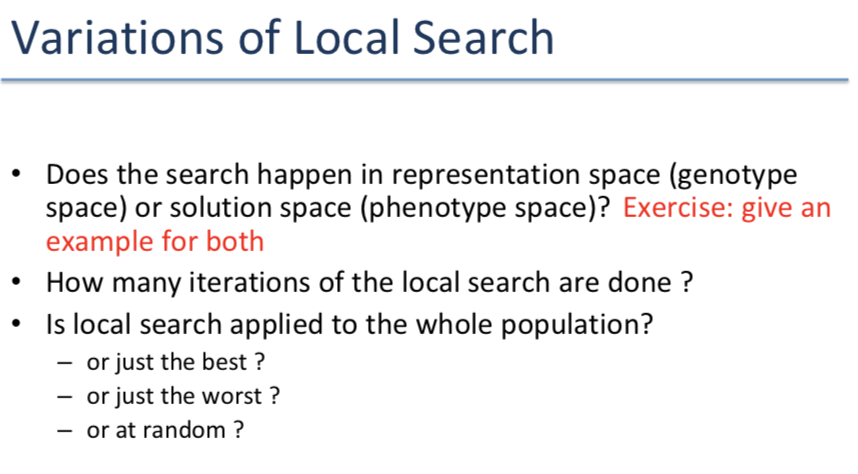 Variations of Local Search
• Does the search happen in representation space (genotype
space) or solution space (phenotype space)? Exercise: give an
example for both
• How many iterations of the local search are done ?
• Is local search applied to the whole population?
– or just the best ?
– or just the worst ?
– or at random ?